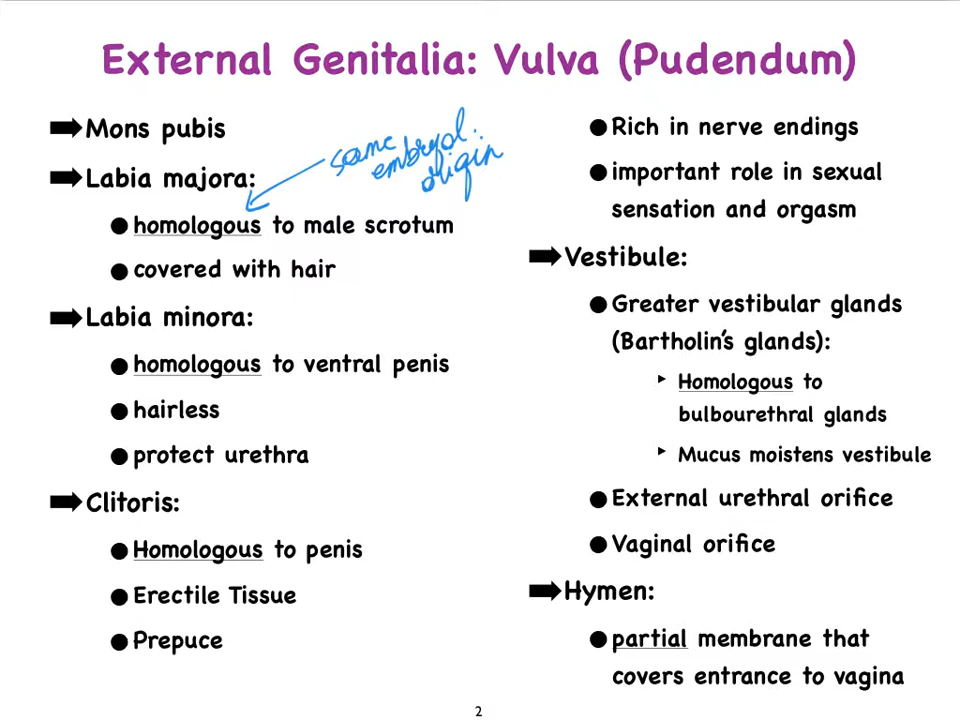 External Genitalia: Vulva (Pudendum)
➡Mons pubis
➡Labia majora:
same
embryol.
origin
●homologous to male scrotum
●covered with hair
➡Labia minora:
●homologous to ventral penis
●hairless
●protect urethra
➡Clitoris:
●Homologous to penis
●Erectile Tissue
●Prepuce
●Rich in nerve endings
●important role in sexual
sensation and orgasm
➡Vestibule:
●Greater vestibular glands
(Bartholin's glands):
‣ Homologous to
bulbourethral glands
‣ Mucus moistens vestibule
●External urethral orifice
●Vaginal orifice
➡Hymen:
●partial membrane that
covers entrance to vagina
2